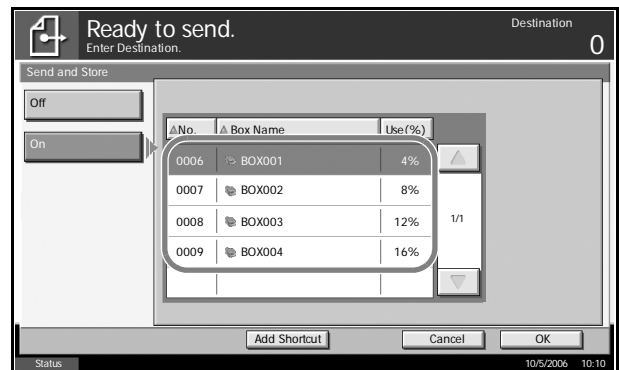 Ready to send.
Destination
Enter Destination.
0
Send and Store
Off
On
No. Box Name Use(%)
0006 BOX001 4%
0007 BOX002 8%
0008 BOX003 12%
0009 BOX004 16%
1/1
Add Shortcut Cancel OK
Status 10/5/2006 10:10